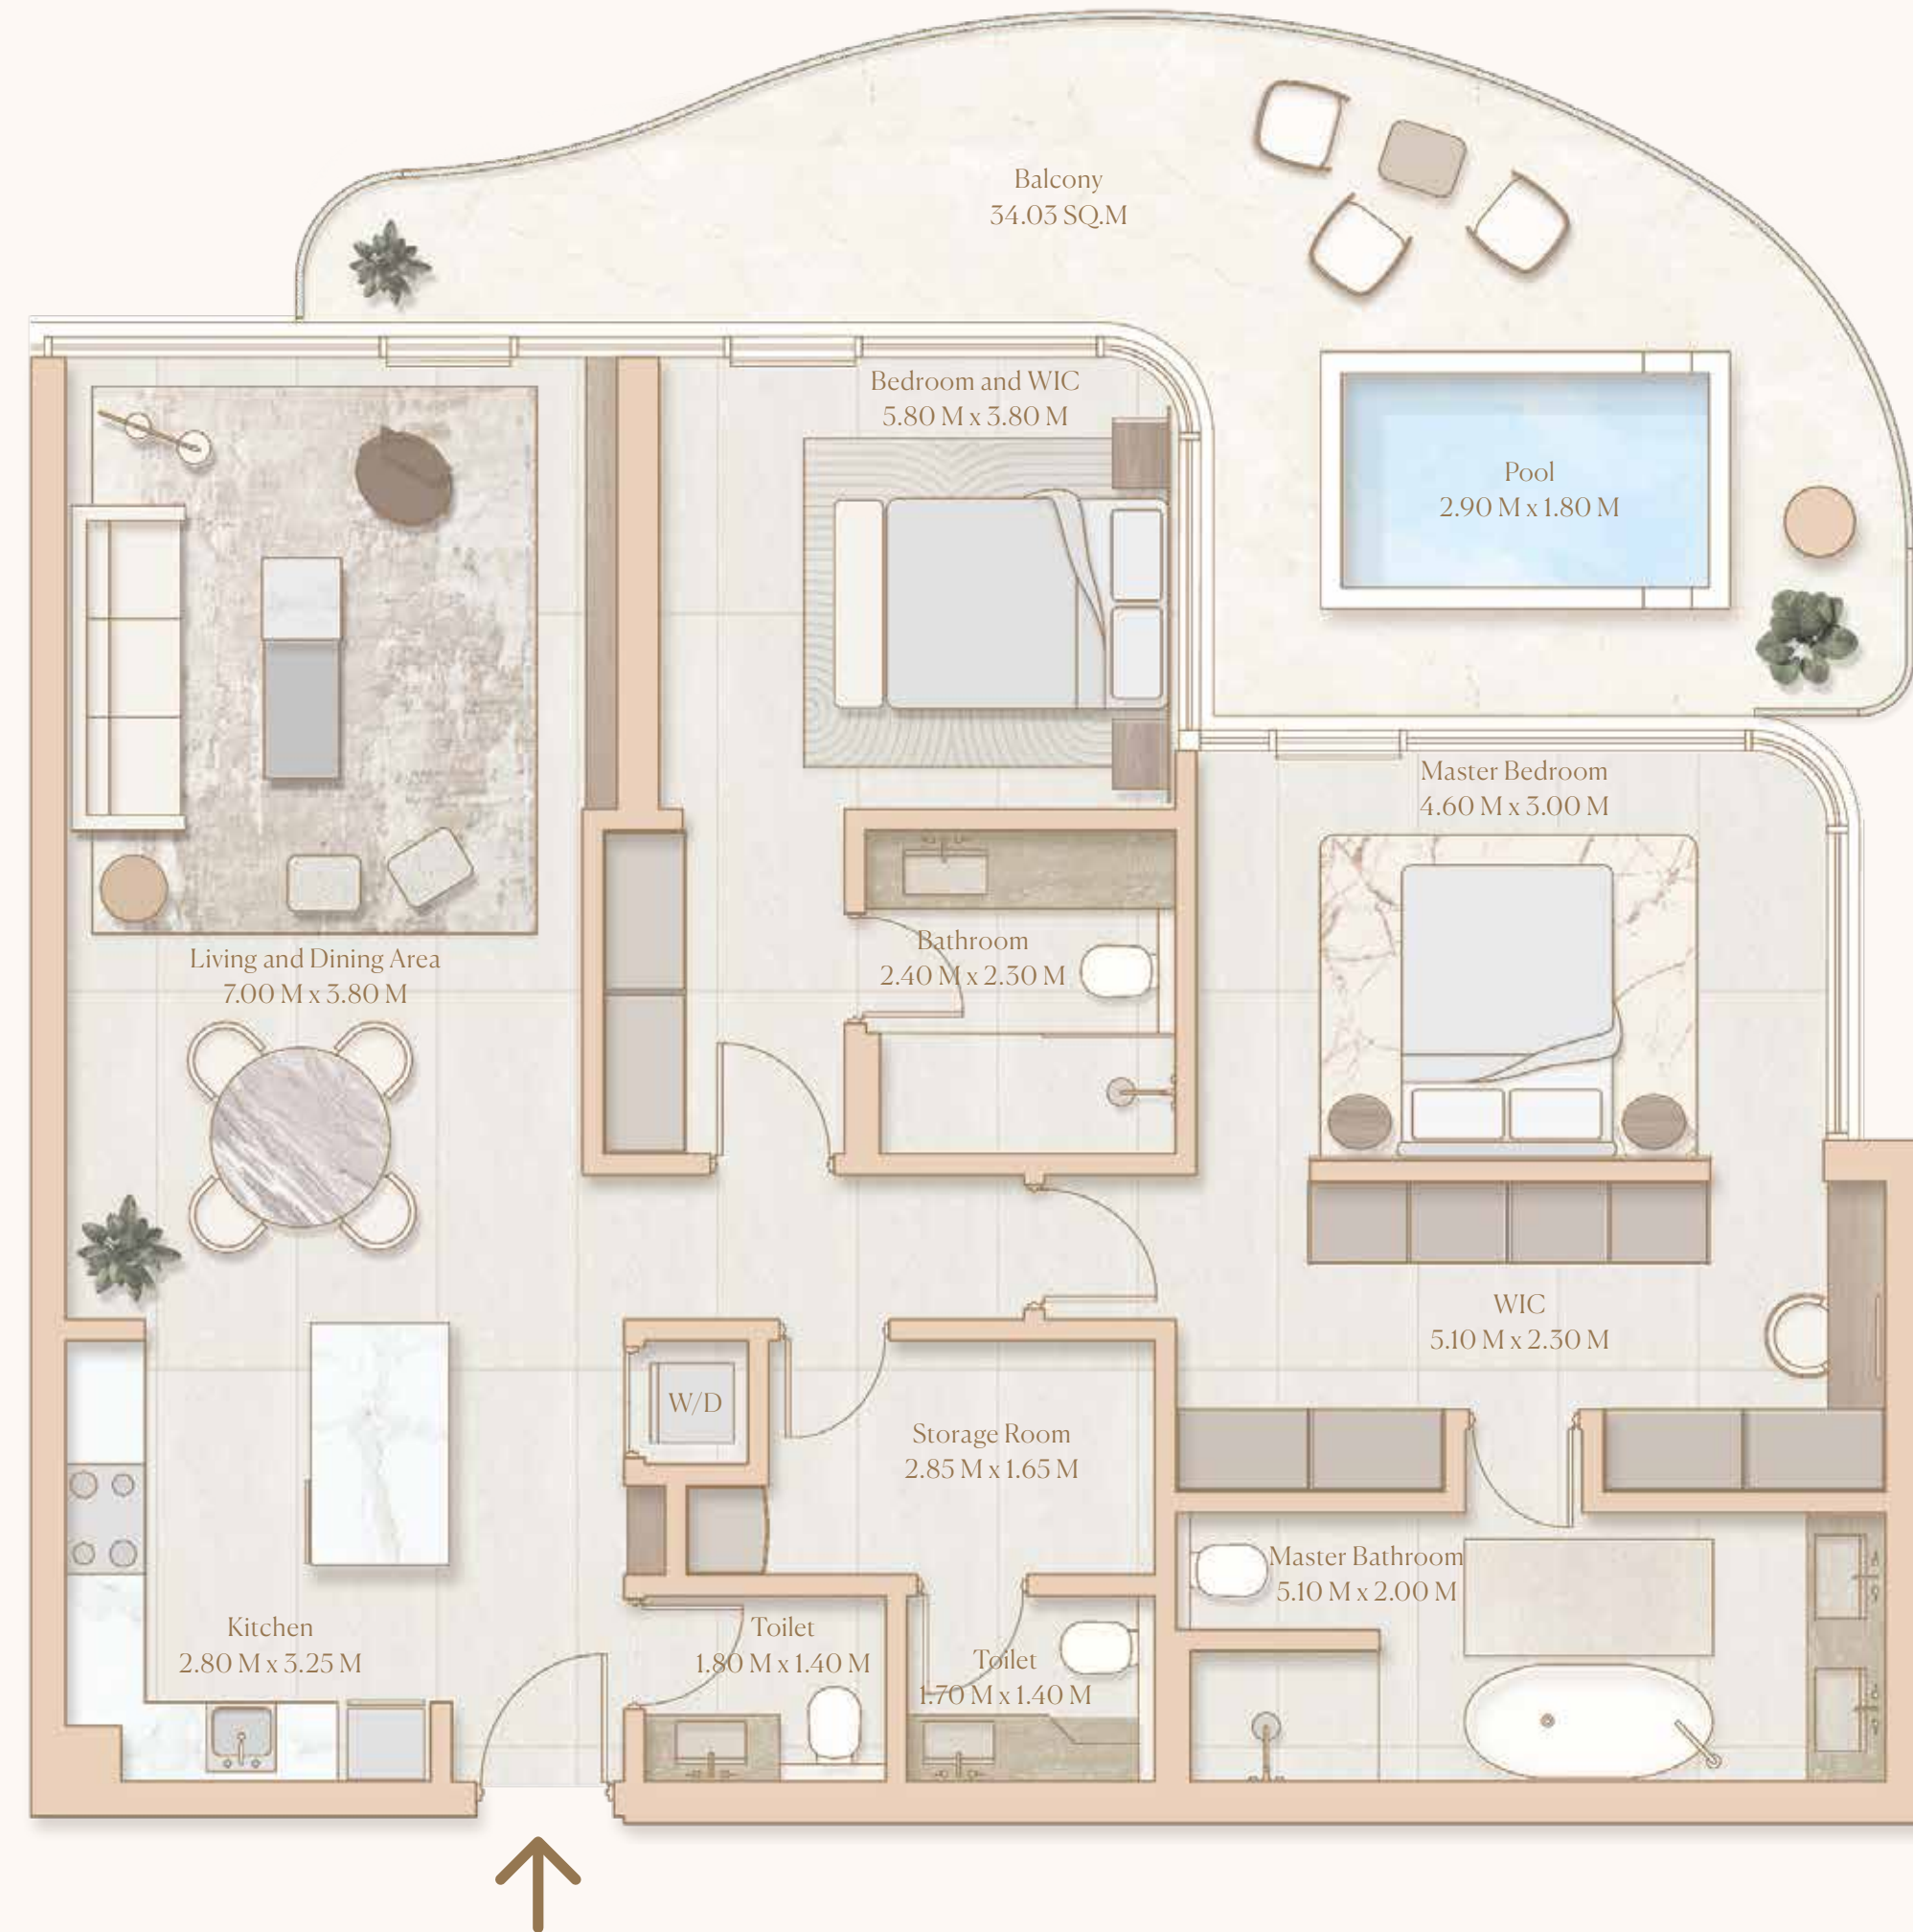 Balcony
34.03 SQ.M
Bedroom and WIC
5.80 M x 3.80 M
Pool
2.90 M x 1.80 M
Master Bedroom
4.60 M x 3.00 M
Bathroom
2.40 M x 2.30 M
Living and Dining Area
7.00 M x 3.80 M
WIC
5.10 M x 2.30 M
W/D
Storage Room
2.85 M x 1.65 M
Master Bathroom
5.10 M x 2.00 M
Kitchen
2.80 M x 3.25 M
Toilet
1.80 M x 1.40 M
Toilet
1.70 M x 1.40 M